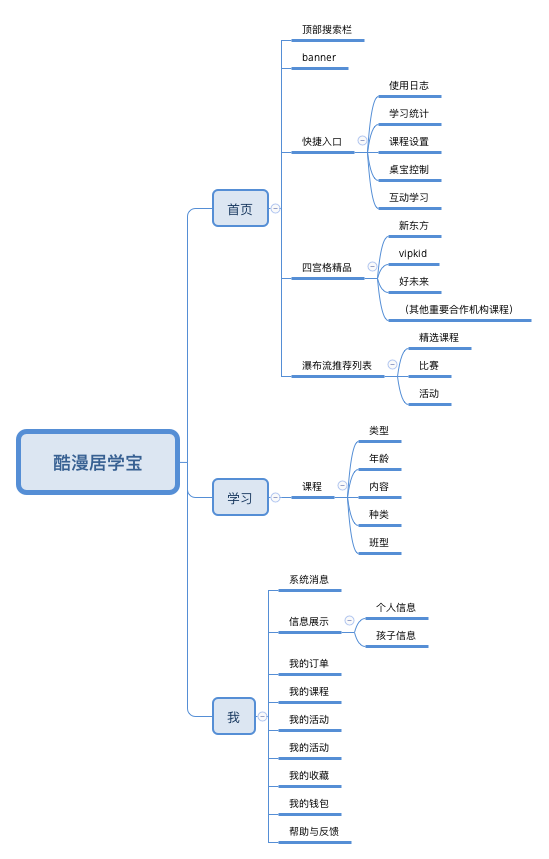 酷漫居学宝
首页
顶部搜索栏
banner
快捷入口
使用日志
学习统计
课程设置
桌宝控制
互动学习
四宫格精品
新东方
vipkid
好未来
（其他重要合作机构课程）
瀑布流推荐列表
精选课程
比赛
活动
学习
课程
类型
年龄
内容
种类
班型
我
系统消息
信息展示
个人信息
孩子信息
我的订单
我的课程
我的活动
我的活动
我的收藏
我的钱包
帮助与反馈